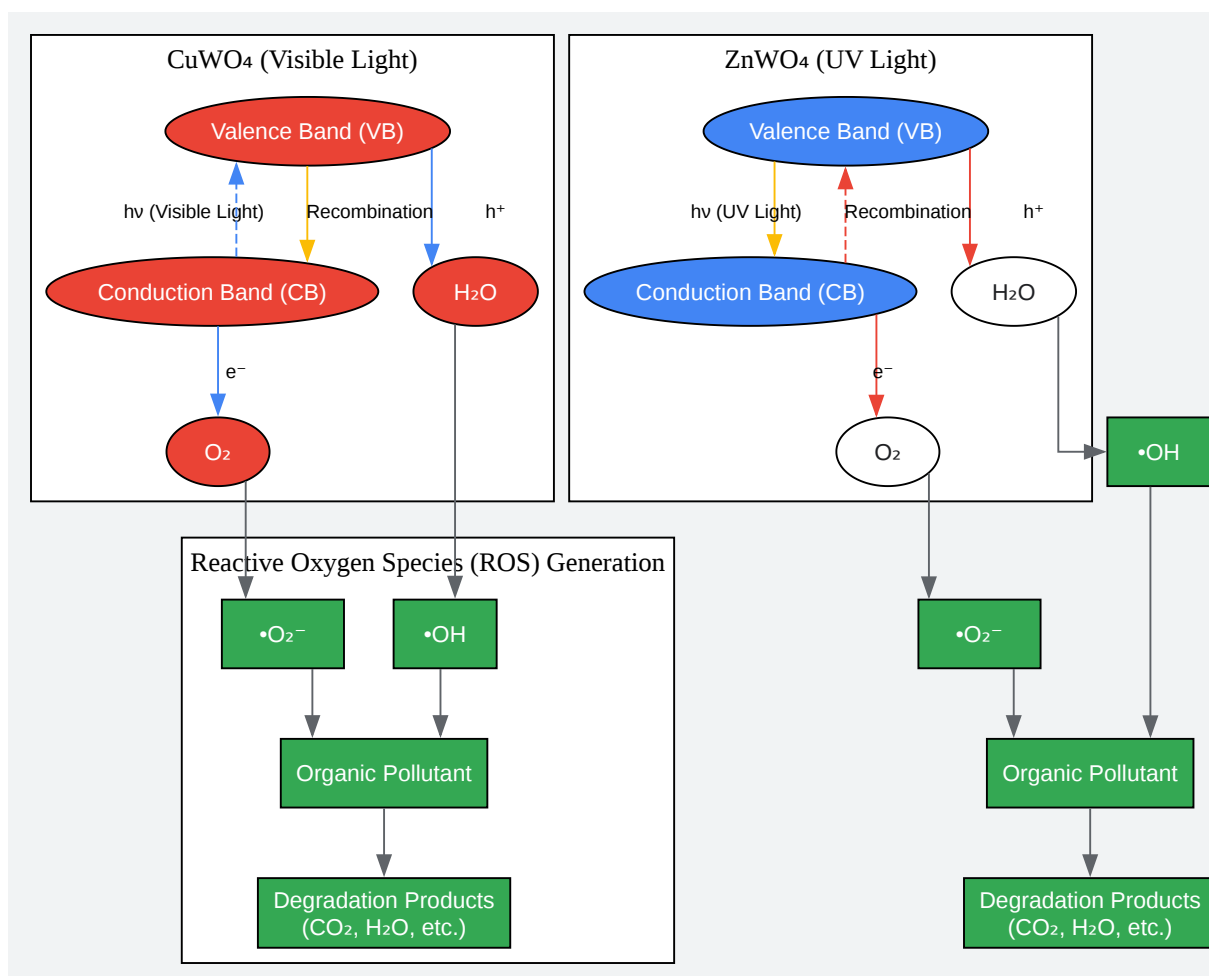 CuWO₄ (Visible Light)
Valence Band (VB)
hν (Visible Light)
Recombination
h⁺
Conduction Band (CB)
H₂O
e⁻
O₂
ZnWO₄ (UV Light)
Valence Band (VB)
hν (UV Light)
Recombination
h⁺
Conduction Band (CB)
H₂O
e⁻
O₂
•OH
Reactive Oxygen Species (ROS) Generation
•O₂⁻
•OH
Organic Pollutant
Degradation Products
(CO₂, H₂O, etc.)
•O₂⁻
Organic Pollutant
Degradation Products
(CO₂, H₂O, etc.)